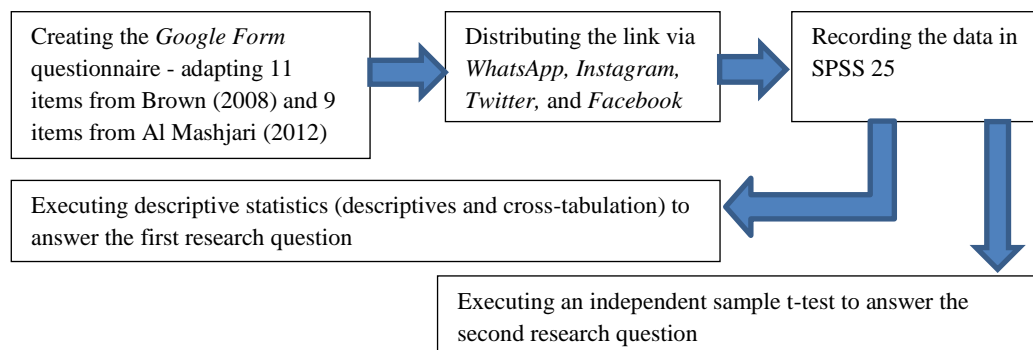 Creating the Google Form
questionnaire - adapting 11
items from Brown (2008) and 9
items from Al Mashjari (2012)
Distributing the link via
WhatsApp, Instagram,
Twitter, and Facebook
Recording the data in
SPSS 25
Executing descriptive statistics (descriptives and cross-tabulation) to
answer the first research question
Executing an independent sample t-test to answer the
second research question